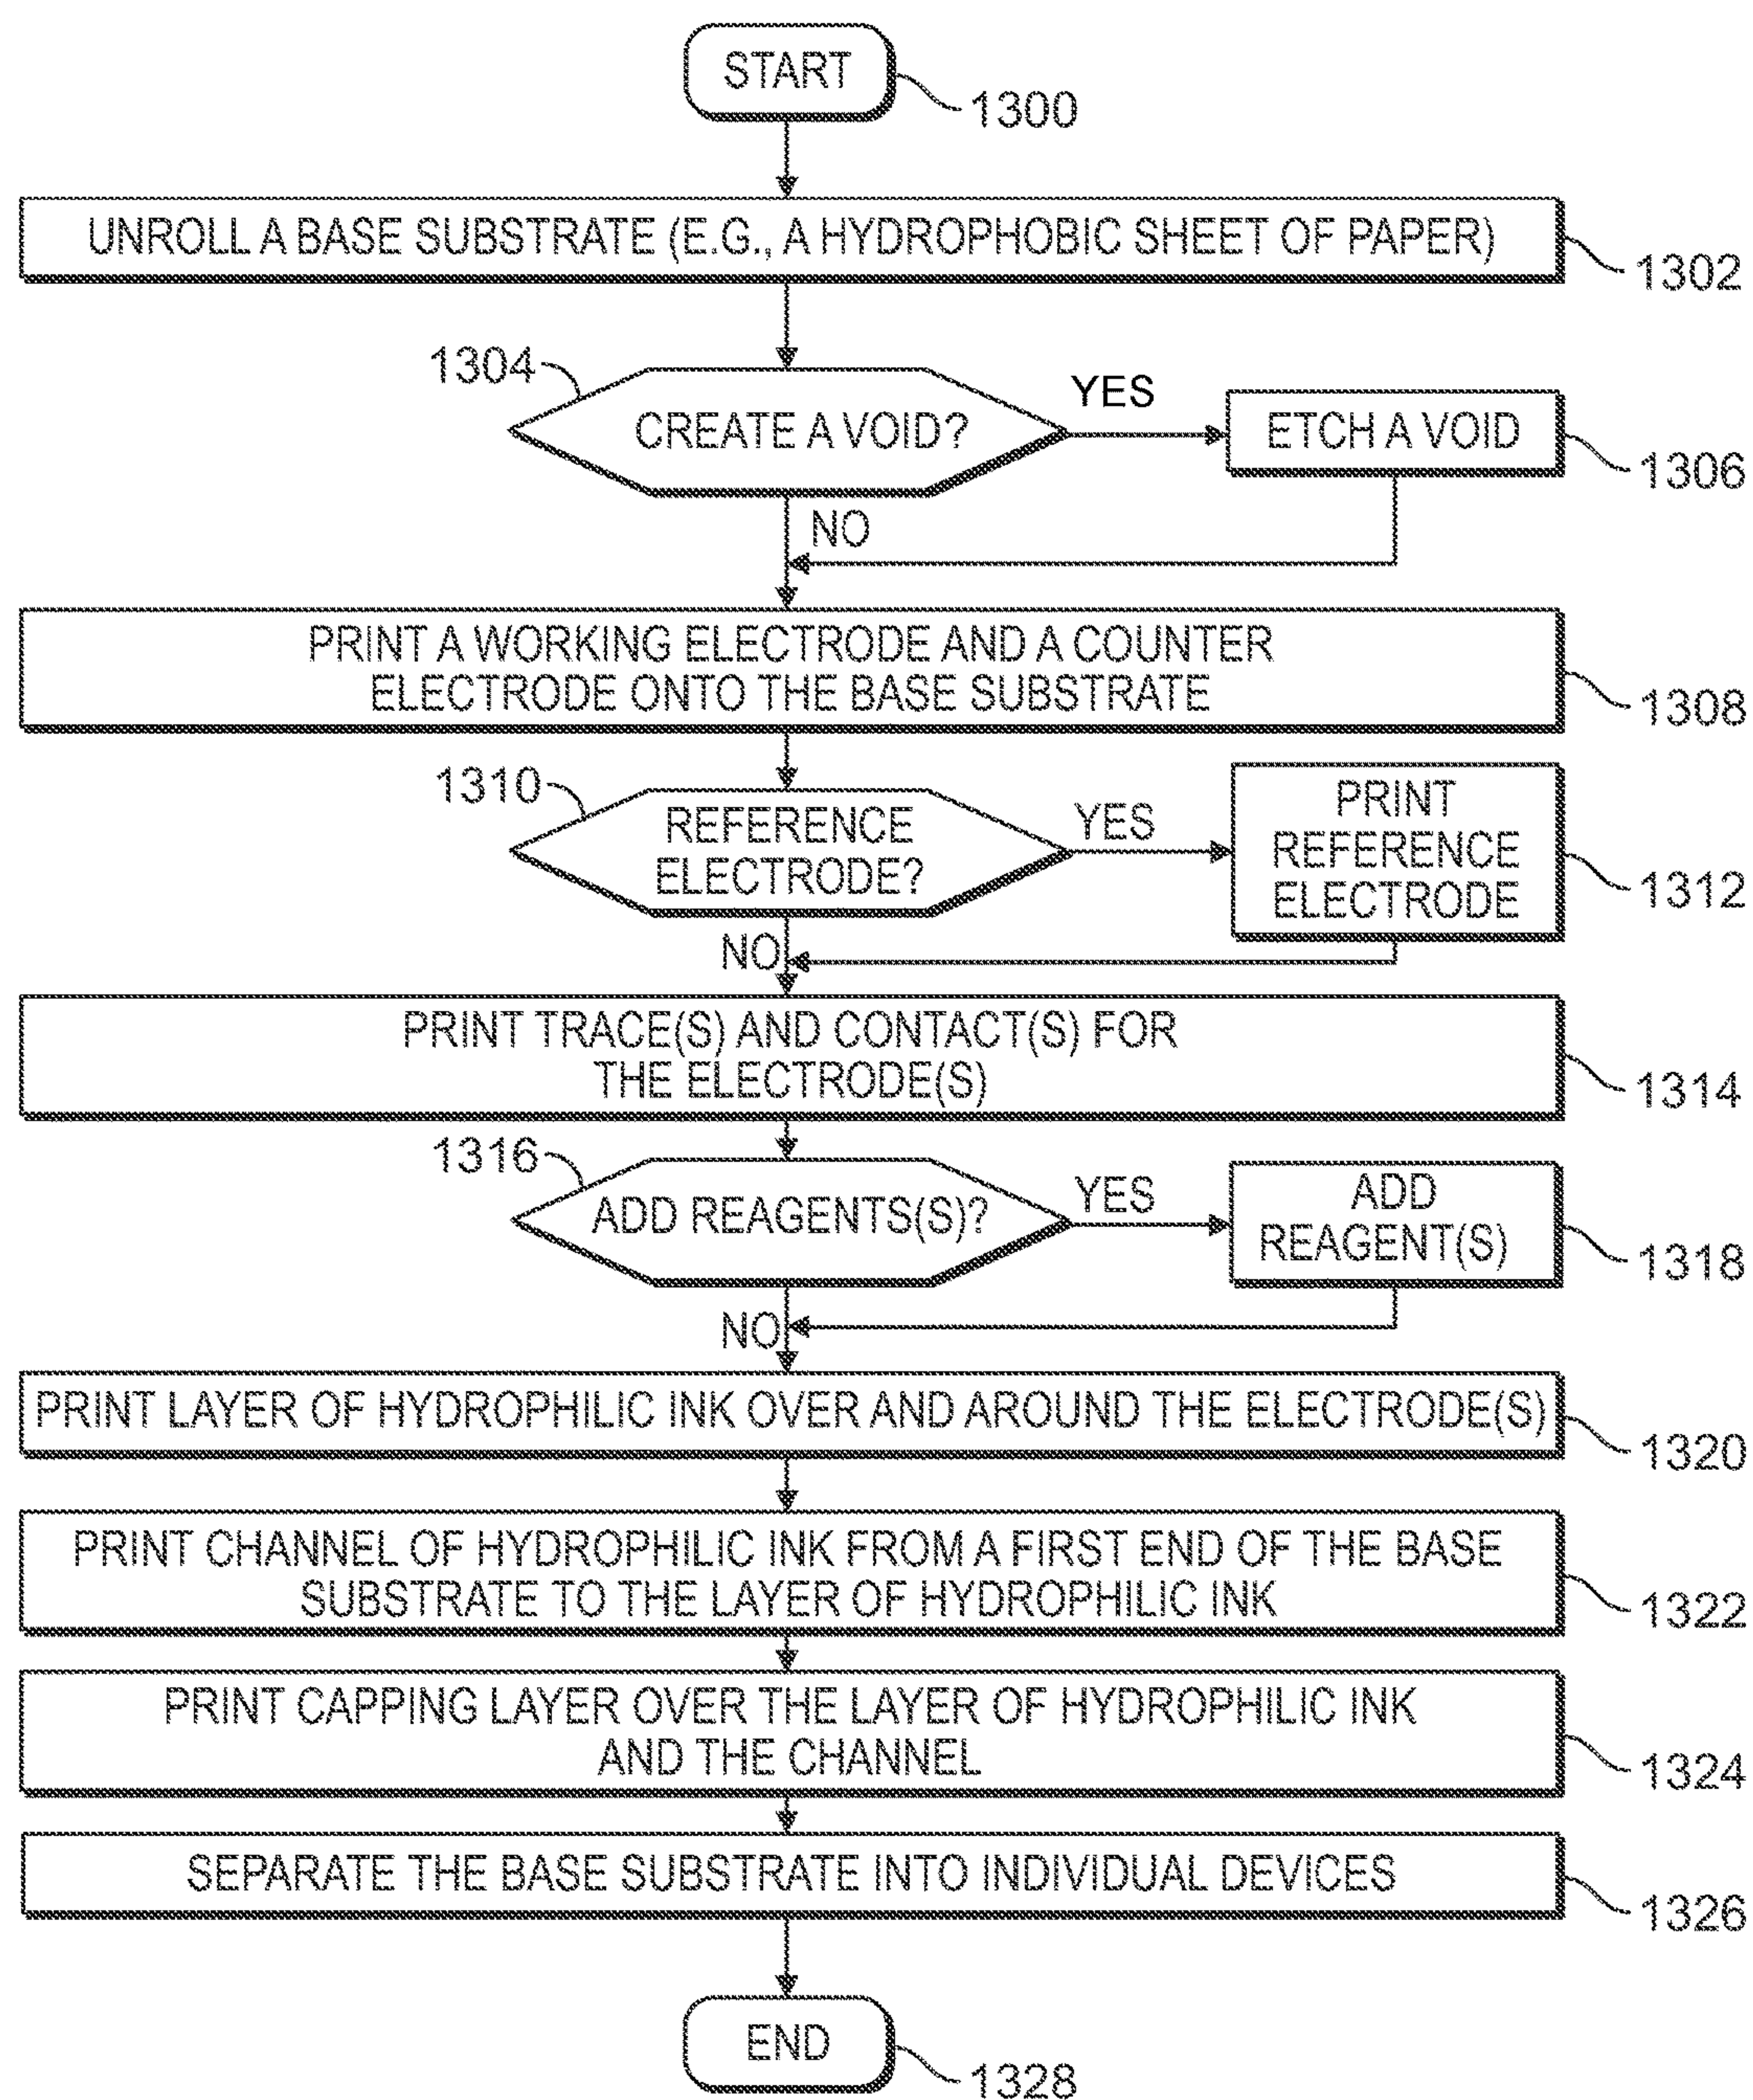 START
1300
UNROLL A BASE SUBSTRATE (E.G., A HYDROPHOBIC SHEET OF PAPER)
1302
1304
CREATE A VOID?
YES
ETCH A VOID
1306
NO
PRINT A WORKING ELECTRODE AND A COUNTER
ELECTRODE ONTO THE BASE SUBSTRATE
1308
1310
REFERENCE
ELECTRODE?
YES
PRINT
REFERENCE
ELECTRODE
1312
NO
PRINT TRACE(S) AND CONTACT(S) FOR
THE ELECTRODE(S)
1314
1316
ADD REAGENTS(S)?
YES
ADD
REAGENT(S)
1318
NO
PRINT LAYER OF HYDROPHILIC INK OVER AND AROUND THE ELECTRODE(S)
1320
PRINT CHANNEL OF HYDROPHILIC INK FROM A FIRST END OF THE BASE
SUBSTRATE TO THE LAYER OF HYDROPHILIC INK
1322
PRINT CAPPING LAYER OVER THE LAYER OF HYDROPHILIC INK
AND THE CHANNEL
1324
SEPARATE THE BASE SUBSTRATE INTO INDIVIDUAL DEVICES
1326
END
1328